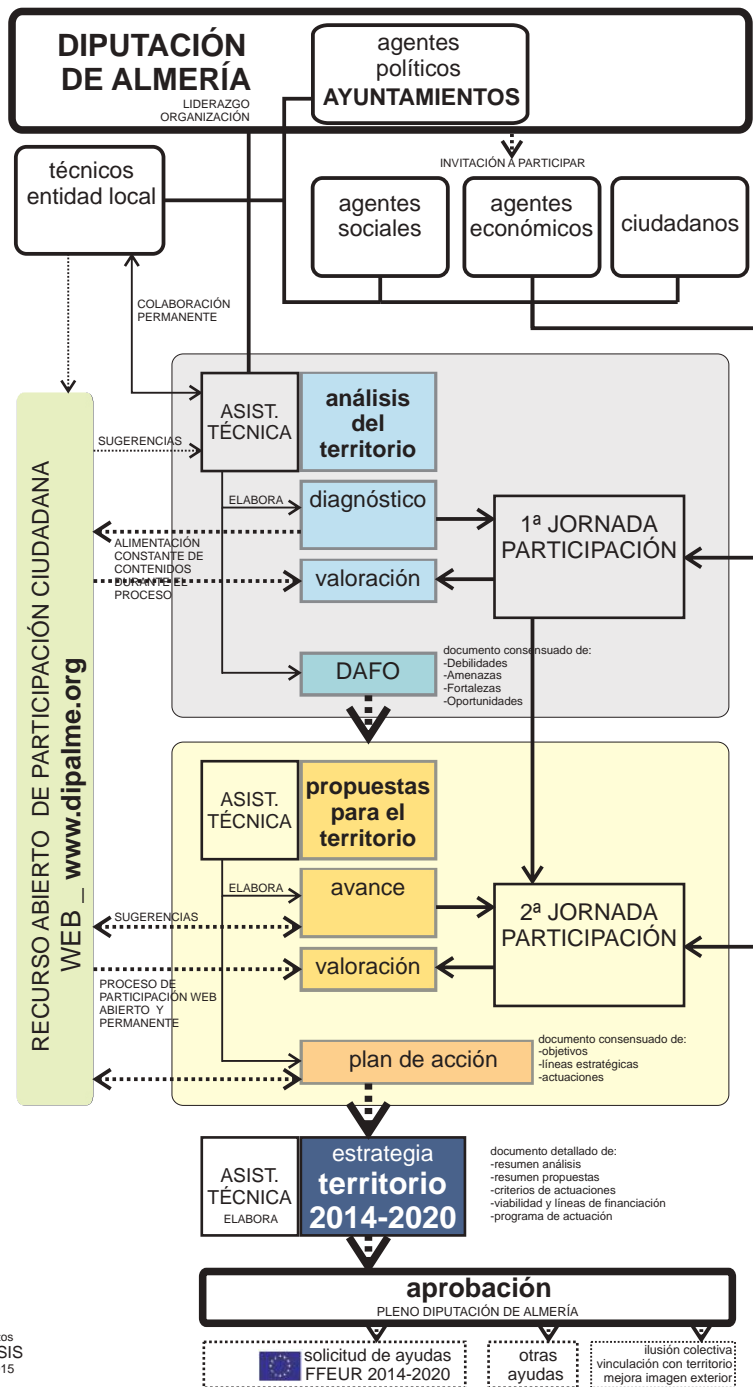 DIPUTACIÓN
DE ALMERÍA
LIDERAZGO
ORGANIZACIÓN
agentes
políticos
AYUNTAMIENTOS
INVITACIÓN A PARTICIPAR
técnicos
entidad local
agentes
sociales
agentes
económicos
ciudadanos
COLABORACIÓN
PERMANENTE
RECURSO ABIERTO DE PARTICIPACIÓN CIUDADANA
WEB _ www.dipalme.org
ASIST.
TÉCNICA
análisis
del
territorio
SUGERENCIAS
ELABORA
diagnóstico
1ª JORNADA
PARTICIPACIÓN
ALIMENTACIÓN
CONSTANTE DE
CONTENIDOS
DURANTE EL
PROCESO
valoración
DAFO
documento consensuado de:
-Debilidades
-Amenazas
-Fortalezas
-Oportunidades
ASIST.
TÉCNICA
propuestas
para el
territorio
ELABORA
avance
SUGERENCIAS
2ª JORNADA
PARTICIPACIÓN
valoración
PROCESO DE
PARTICIPACIÓN WEB
ABIERTO Y
PERMANENTE
plan de acción
documento consensuado de:
-objetivos
-líneas estratégicas
-actuaciones
ASIST.
TÉCNICA
ELABORA
estrategia
territorio
2014-2020
documento detallado de:
-resumen análisis
-resumen propuestas
-criterios de actuaciones
-viabilidad y líneas de financiación
-programa de actuación
aprobación
PLENO DIPUTACIÓN DE ALMERÍA
solicitud de ayudas
FFEUR 2014-2020
otras
ayudas
ilusión colectiva
vinculación con territorio
mejora imagen exterior
tos
SIS
15